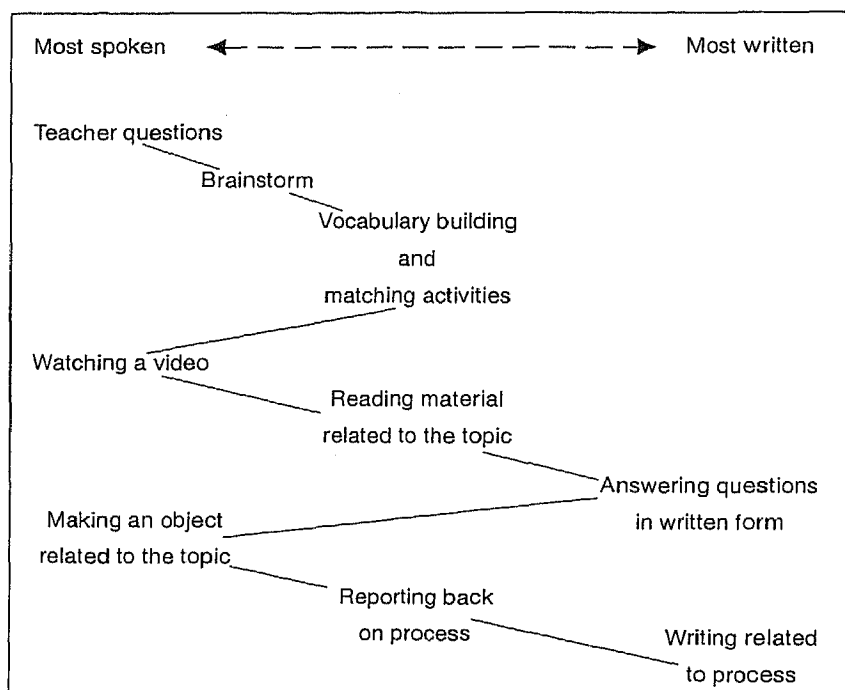 Most spoken Most written
Teacher questions
Brainstorm
Vocabulary building
and
matching activities
Watching a video
Reading material
related to the topic
Answering questions
in written form
Making an object
related to the topic
Reporting back
on process
Writing related
to process